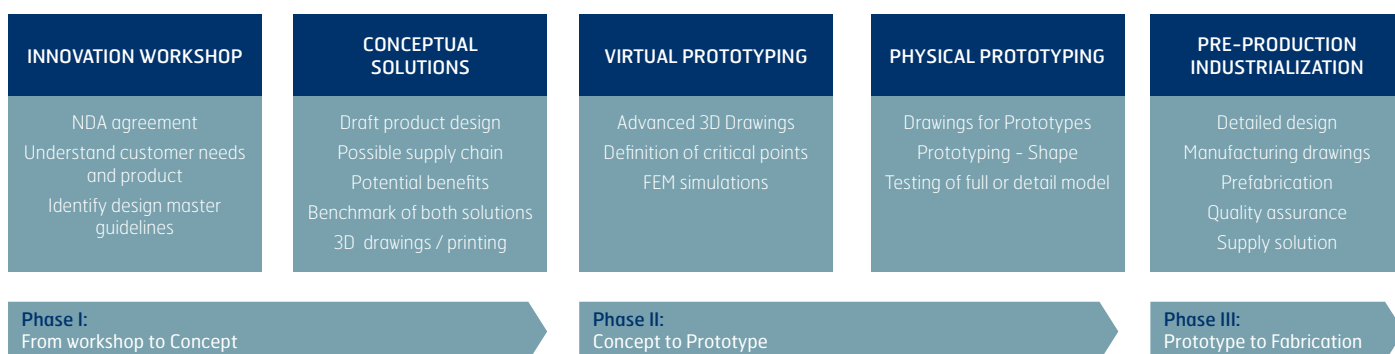 INNOVATION WORKSHOP
NDA agreement
Understand customer needs
and product
Identify design master
guidelines
CONCEPTUAL
SOLUTIONS
Draft product design
Possible supply chain
Potential benefits
Benchmark of both solutions
3D drawings / printing
VIRTUAL PROTOTYPING
Advanced 3D Drawings
Definition of critical points
FEM simulations
PHYSICAL PROTOTYPING
Drawings for Prototypes
Prototyping - Shape
Testing of full or detail model
PRE-PRODUCTION
INDUSTRIALIZATION
Detailed design
Manufacturing drawings
Prefabrication
Quality assurance
Supply solution
Phase I:
From workshop to Concept
Phase II:
Concept to Prototype
Phase III:
Prototype to Fabrication